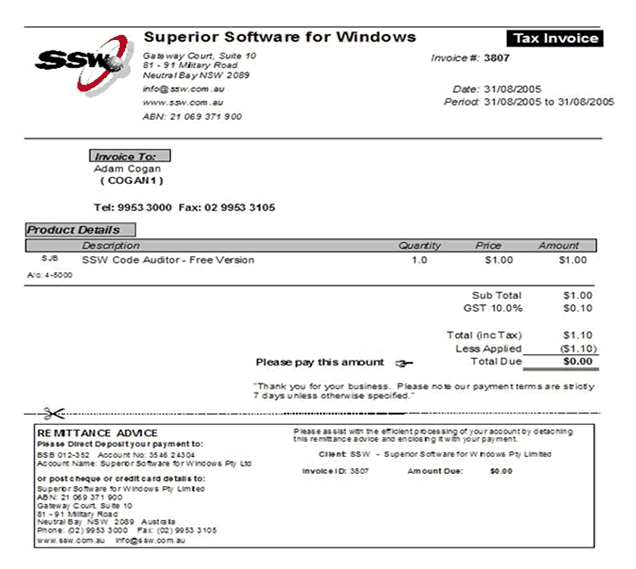 SSW
Superior Software for Windows
Tax Invoice
Gateway Court, Suite 10
81 - 91 Military Road
Neutral Bay NSW 2089
info@ssw.com.au
www.ssw.com.au
ABN: 21 069 371 900
Invoice #: 3807
Date: 31/08/2005
Period: 31/08/2005 to 31/08/2005
Invoice To:
Adam Cogan
( COGAN1 )
Tel: 9953 3000 Fax: 02 9953 3105
Product Details
Description Quantity Price Amount
SJB SSW Code Auditor - Free Version 1.0 $1.00 $1.00
A/c: 4-5000
Sub Total $1.00
GST 10.0% $0.10
Total (inc Tax) $1.10
Less Applied ($1.10)
Please pay this amount Total Due $0.00
"Thank you for your business. Please note our payment terms are strictly
7 days unless otherwise specified."
REMITTANCE ADVICE
Please Direct Deposit your payment to:
BSB 012-352 Account No: 3546 24304
Account Name: Superior Software for Windows Pty Ltd
or post cheque or credit card details to:
Superior Software for Windows Pty Limited
ABN: 21 069 371 900
Gateway Court, Suite 10
81 - 91 Military Road
Neutral Bay NSW 2089 Australia
Phone: (02) 9953 3000 Fax: (02) 9953 3105
www.ssw.com.au info@ssw.com.au
Please assist with the efficient processing of your account by detaching
this remittance advice and enclosing it with your payment.
Client: SSW - Superior Software for Windows Pty Limited
Invoice ID: 3807 Amount Due: $0.00